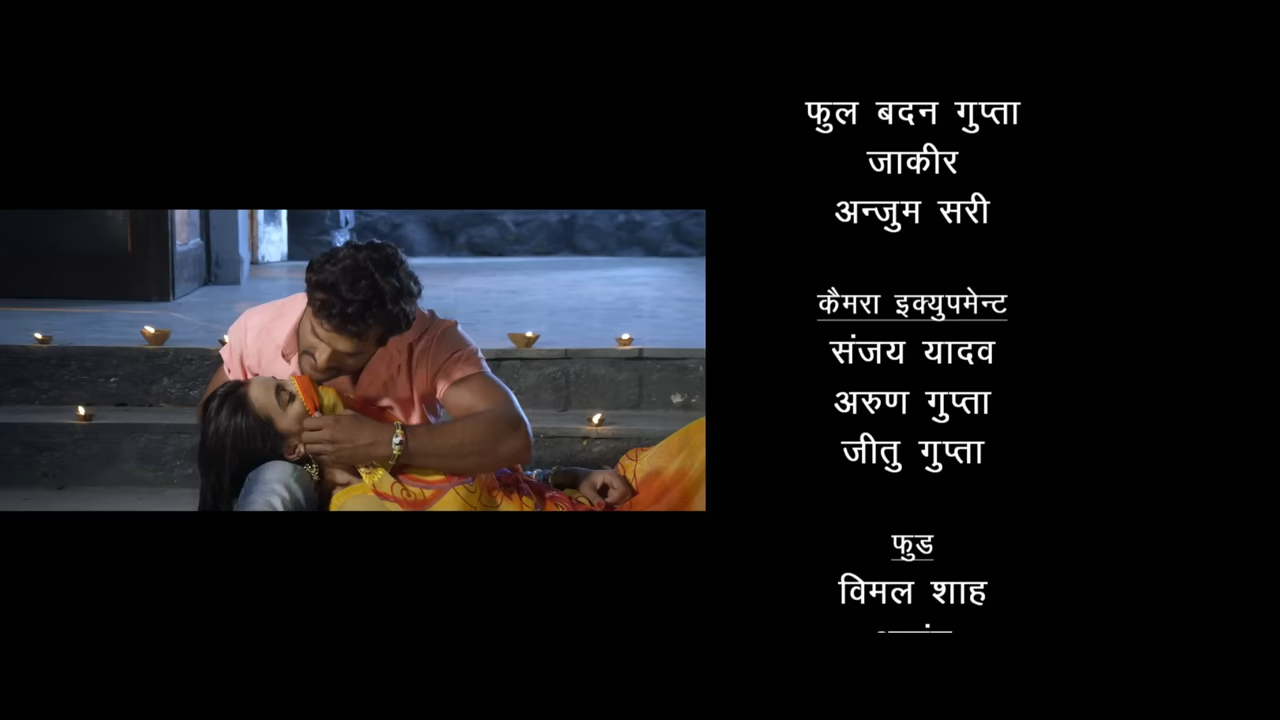 फुल बदन गुप्ता
जाकीर
अन्जुम सरी
कैमरा इक्युपमेन्ट
संजय यादव
अरुण गुप्ता
जीतु गुप्ता
फुड
विमल शाह